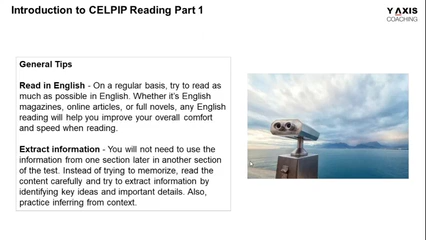 Introduction to CELPIP Reading Part 1
Y AXIS
COACHING
General Tips
Read in English - On a regular basis, try to read as
much as possible in English. Whether it's English
magazines, online articles, or full novels, any English
reading will help you improve your overall comfort
and speed when reading.
Extract information - You will not need to use the
information from one section later in another section
of the test. Instead of trying to memorize, read the
content carefully and try to extract information by
identifying key ideas and important details. Also,
practice inferring from context.